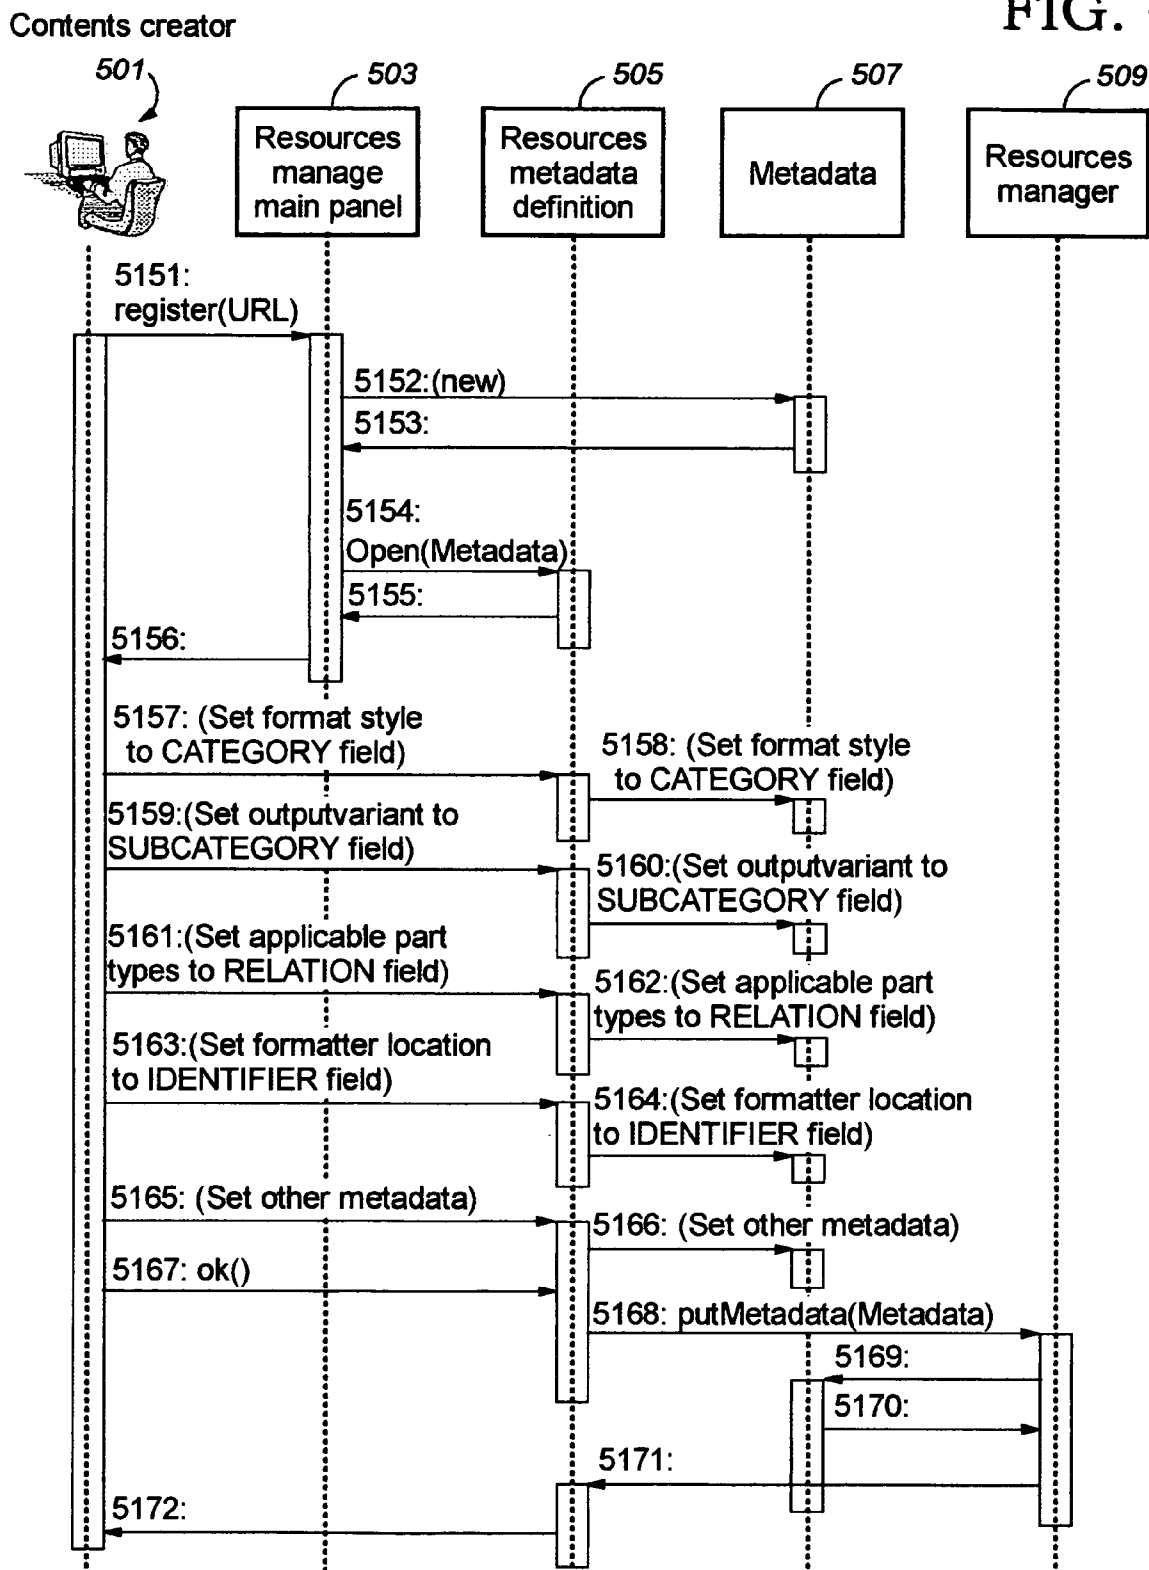 Contents creator
FIG.
501
503
505
507
509
Resources
manage
main panel
Resources
metadata
definition
Metadata
Resources
manager
5151:
register(URL)
5152:(new)
5153:
5154:
Open(Metadata)
5155:
5156:
5157: (Set format style
to CATEGORY field)
5158: (Set format style
to CATEGORY field)
5159:(Set outputvariant to
SUBCATEGORY field)
5160:(Set outputvariant to
SUBCATEGORY field)
5161:(Set applicable part
types to RELATION field)
5162:(Set applicable part
types to RELATION field)
5163:(Set formatter location
to IDENTIFIER field)
5164:(Set formatter location
to IDENTIFIER field)
5165: (Set other metadata)
5166: (Set other metadata)
5167: ok()
5168: putMetadata(Metadata)
5169:
5170:
5171:
5172: